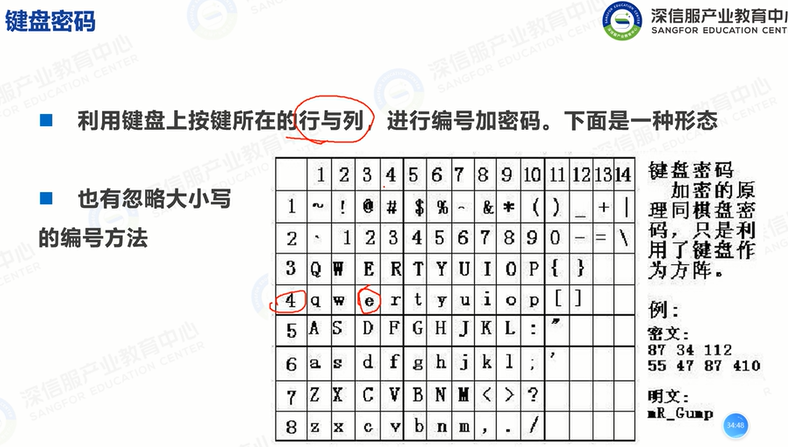 键盘密码
深信服产业教育中心
SANGFOR EDUCATION CENT
利用键盘上按键所在的行与列，进行编号加密码。下面是一种形态
也有忽略大小写
的编号方法
1 2 3 4 5 6 7 8 9 10 11 12 13 14
1 ~ ! @ # $ % ^ & * ( ) _ + |
2 ` 1 2 3 4 5 6 7 8 9 0 - = \
3 Q W E R T Y U I O P { }
4 q w e r t y u i o p [ ]
5 A S D F G H J K L : "
6 a s d f g h j k l ; '
7 Z X C V B N M < > ?
8 z x c v b n m , . /
键盘密码
加密的原
理同棋盘密
码，只是利
用了键盘作
为方阵。
例：
密文：
87 34 112
55 47 87 410
明文：
mR_Gump
34:48